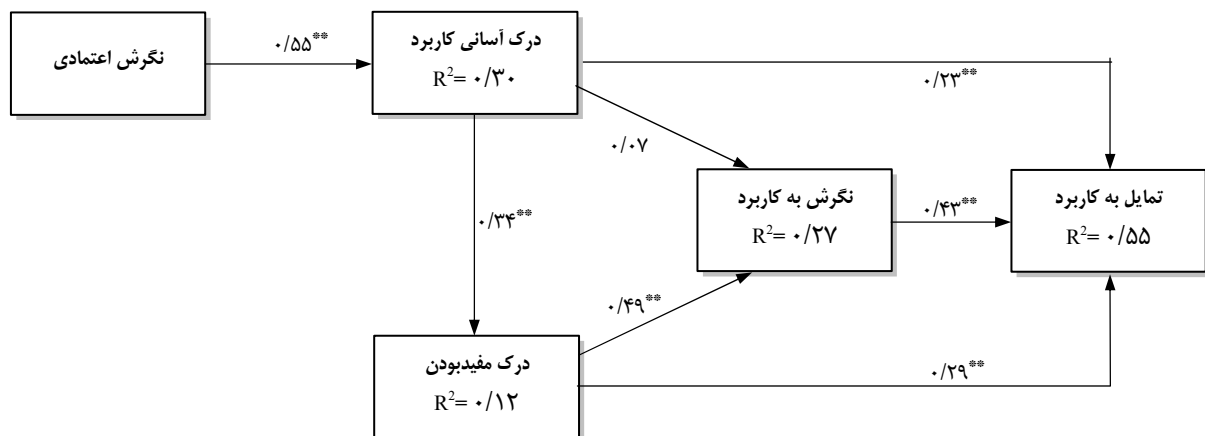 نگرش اعتمادی
۰/۵۵**
درک آسانی کاربرد
R²= ۰/۳۰
۰/۲۳**
۰/۰۷
۰/۳۴**
نگرش به کاربرد
R²= ۰/۲۷
۰/۴۳**
تمایل به کاربرد
R²= ۰/۵۵
۰/۴۹**
درک مفیدبودن
R²= ۰/۱۲
۰/۲۹**